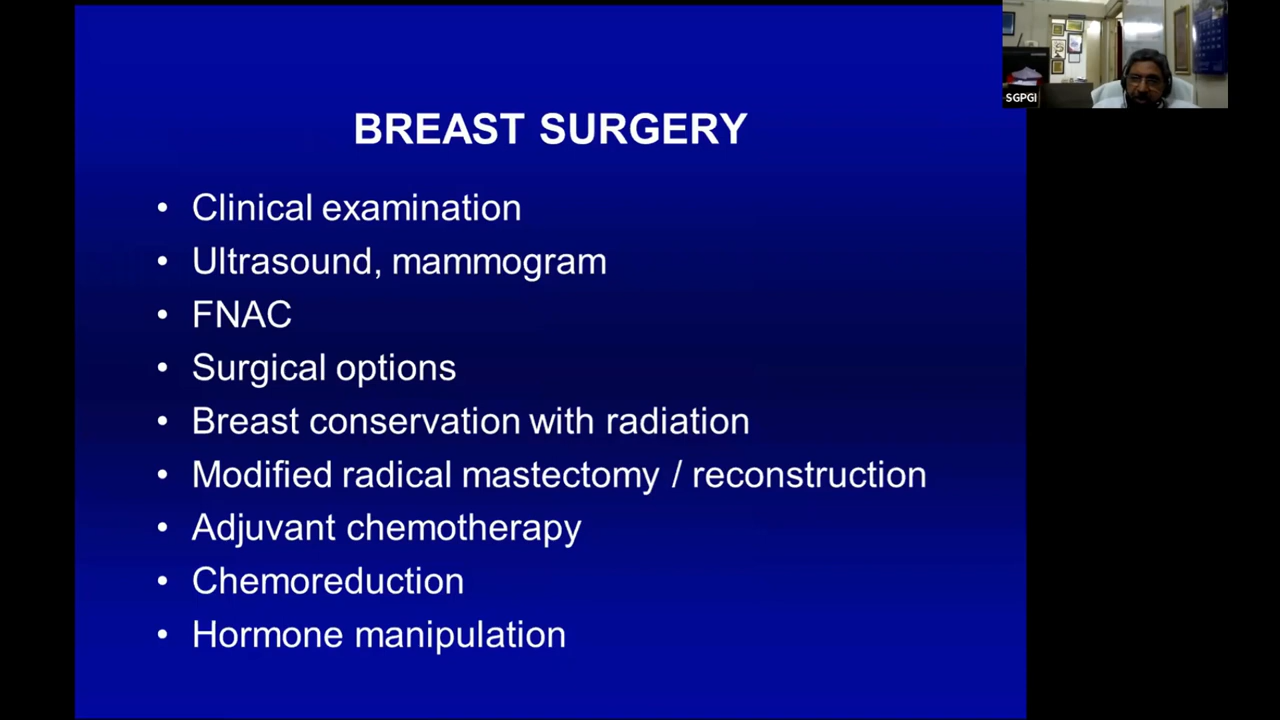 BREAST SURGERY
• Clinical examination
• Ultrasound, mammogram
• FNAC
• Surgical options
• Breast conservation with radiation
• Modified radical mastectomy / reconstruction
• Adjuvant chemotherapy
• Chemoreduction
• Hormone manipulation
SGPGI